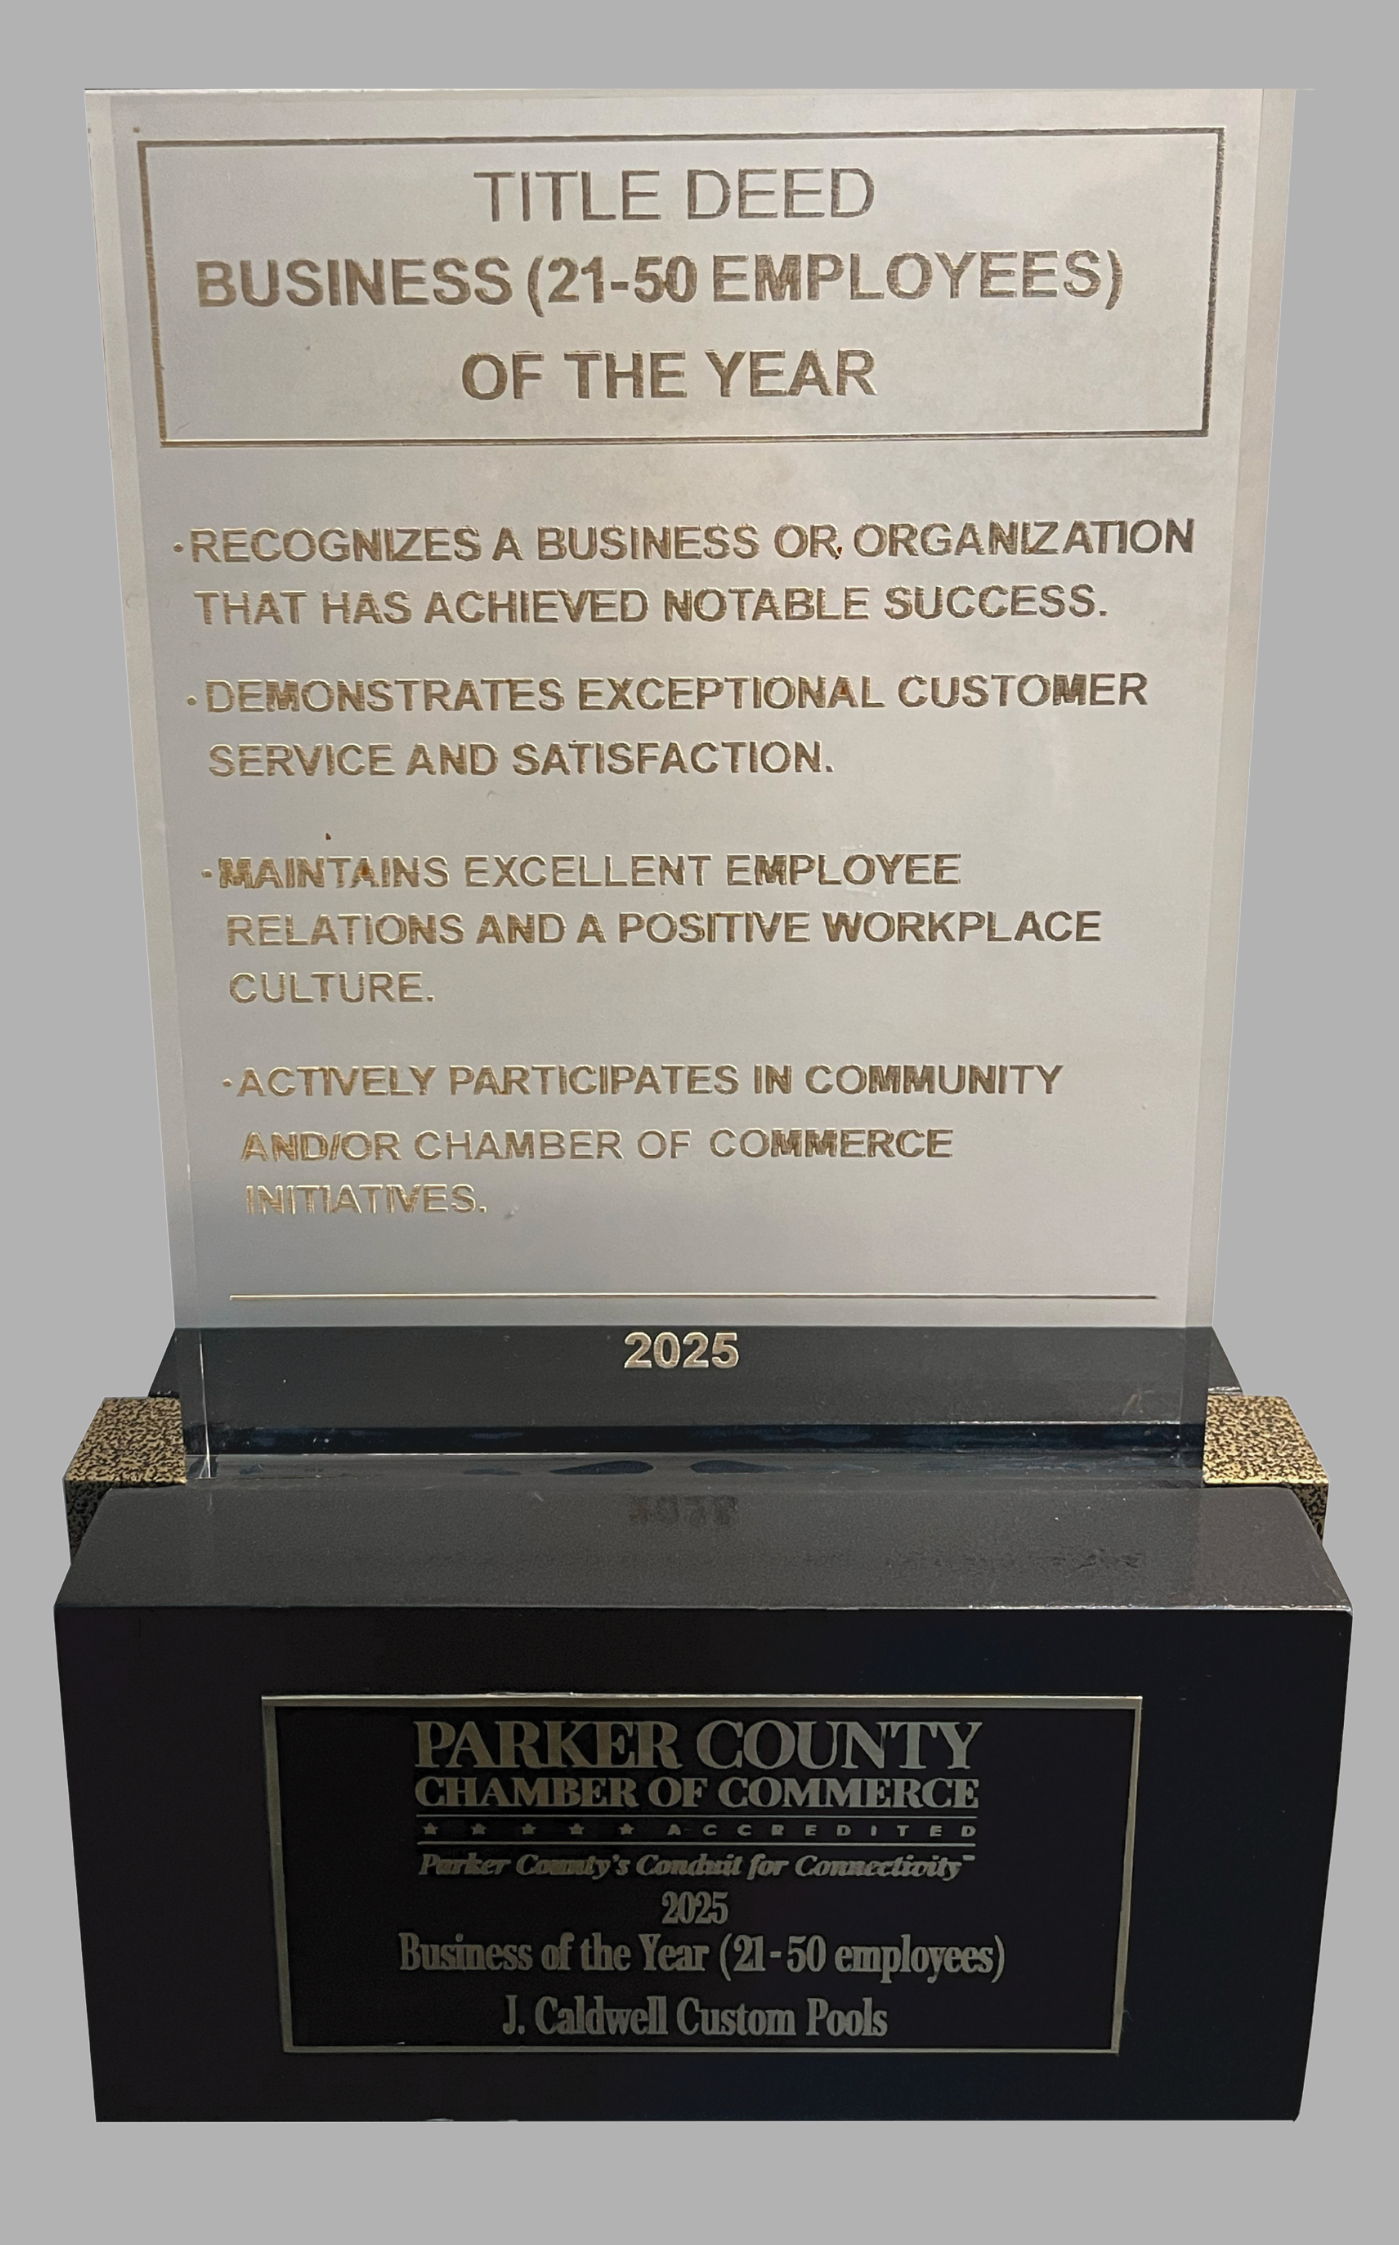 TITLE DEED
BUSINESS (21-50 EMPLOYEES)
OF THE YEAR
·RECOGNIZES A BUSINESS OR ORGANIZATION
THAT HAS ACHIEVED NOTABLE SUCCESS.
·DEMONSTRATES EXCEPTIONAL CUSTOMER
SERVICE AND SATISFACTION.
·MAINTAINS EXCELLENT EMPLOYEE
RELATIONS AND A POSITIVE WORKPLACE
CULTURE.
·ACTIVELY PARTICIPATES IN COMMUNITY
AND/OR CHAMBER OF COMMERCE
INITIATIVES.
2025
PARKER COUNTY
CHAMBER OF COMMERCE
★ ★ ★ ★ ★ ACCREDITED
Parker County's Conduit for Connectivity™
2025
Business of the Year (21-50 employees)
J. Caldwell Custom Pools